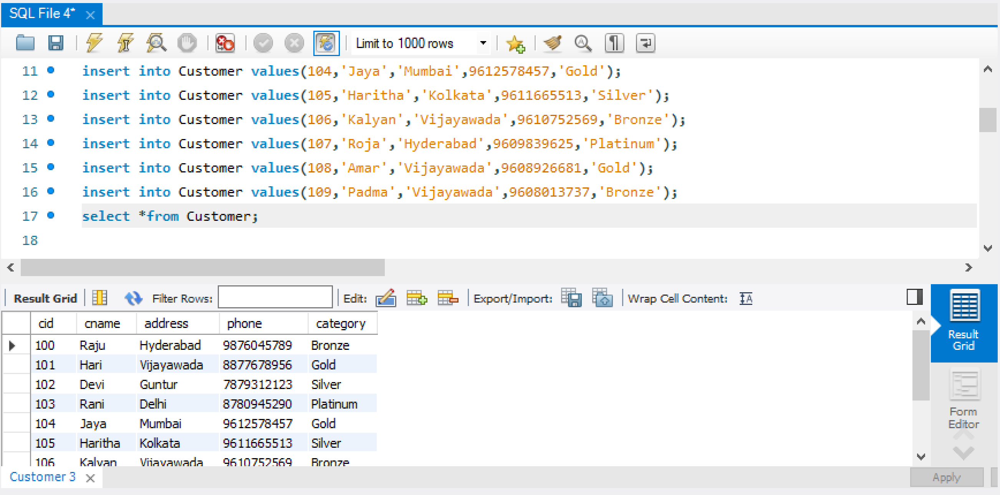 SQL File 4*
Limit to 1000 rows
11 insert into Customer values(104,'Jaya','Mumbai',9612578457,'Gold');
12 insert into Customer values(105,'Haritha','Kolkata',9611665513,'Silver');
13 insert into Customer values(106,'Kalyan','Vijayawada',9610752569,'Bronze');
14 insert into Customer values(107,'Roja','Hyderabad',9609839625,'Platinum');
15 insert into Customer values(108,'Amar','Vijayawada',9608926681,'Gold');
16 insert into Customer values(109,'Padma','Vijayawada',9608013737,'Bronze');
17 select *from Customer;
18
Result Grid Filter Rows: Edit: Export/Import: Wrap Cell Content:
cid cname address phone category
100 Raju Hyderabad 9876045789 Bronze
101 Hari Vijayawada 8877678956 Gold
102 Devi Guntur 7879312123 Silver
103 Rani Delhi 8780945290 Platinum
104 Jaya Mumbai 9612578457 Gold
105 Haritha Kolkata 9611665513 Silver
106 Kalyan Vijayawada 9610752569 Bronze
Result
Grid
Form
Editor
Customer 3
Apply